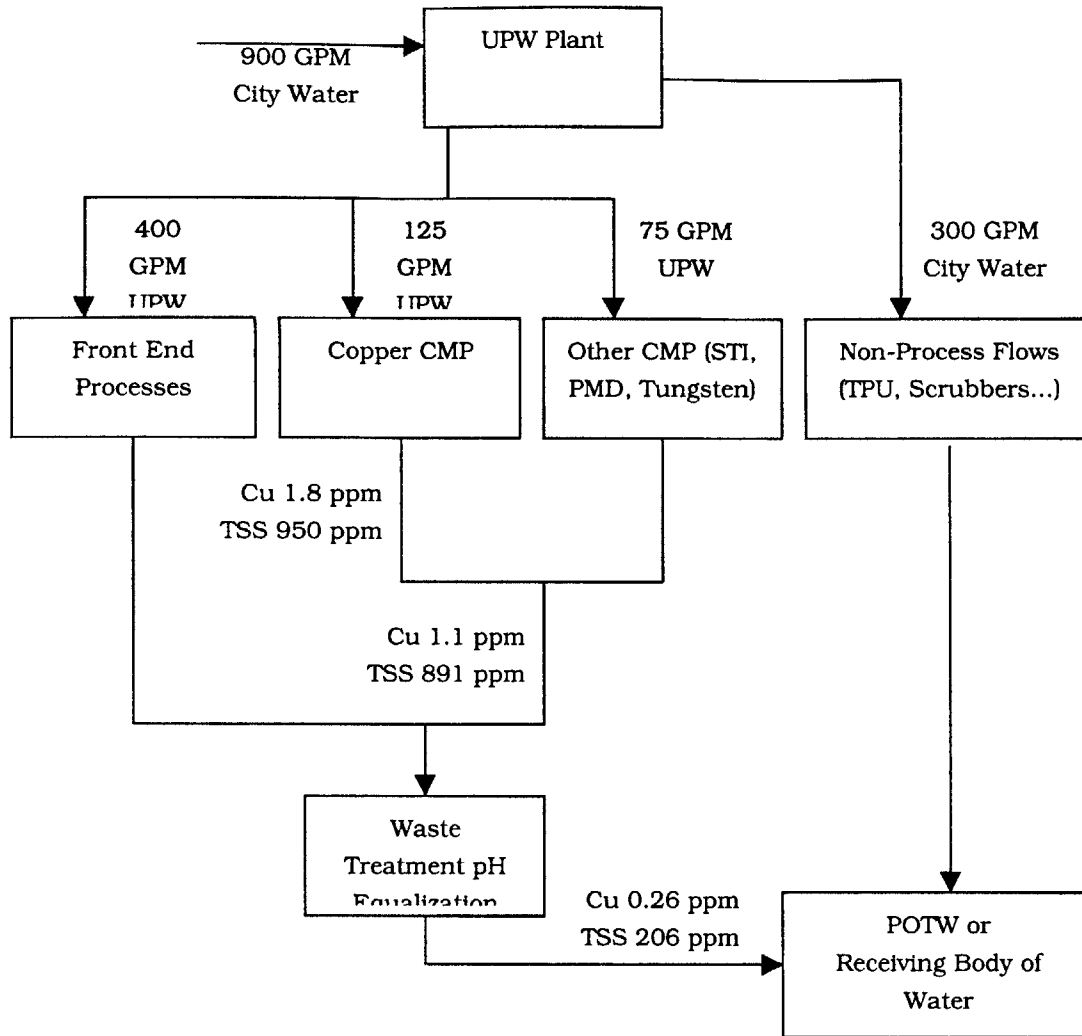 UPW Plant
900 GPM
City Water
400
GPM
UPW
125
GPM
UPW
75 GPM
UPW
300 GPM
City Water
Front End
Processes
Copper CMP
Other CMP (STI,
PMD, Tungsten)
Non-Process Flows
(TPU, Scrubbers...)
Cu 1.8 ppm
TSS 950 ppm
Cu 1.1 ppm
TSS 891 ppm
Waste
Treatment pH
Equalization
Cu 0.26 ppm
TSS 206 ppm
POTW or
Receiving Body of
Water